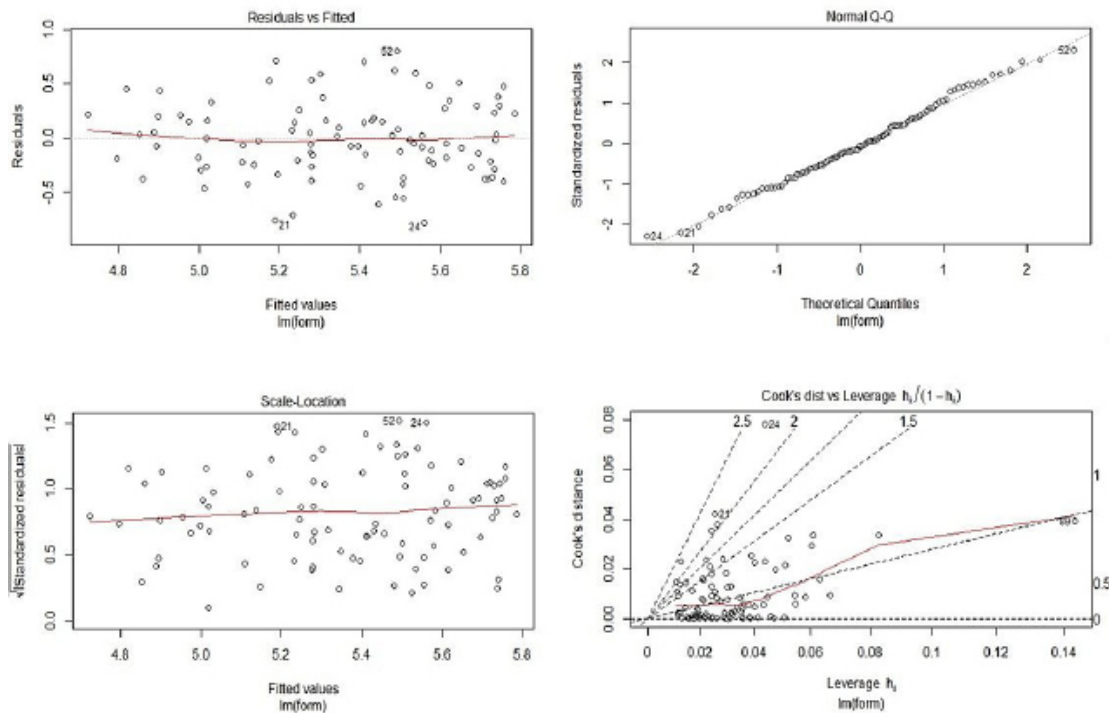 Residuals vs Fitted
Residuals
1.0
0.5
0.0
-0.5
52
21
24
4.8 5.0 5.2 5.4 5.6 5.8
Fitted values
lm(form)
Normal Q-Q
Standardized residuals
2
1
0
-1
-2
52
24
21
-2 -1 0 1 2
Theoretical Quantiles
lm(form)
Scale-Location
√|Standardized residuals|
1.5
1.0
0.5
0.0
21
52
24
4.8 5.0 5.2 5.4 5.6 5.8
Fitted values
lm(form)
Cook's dist vs Leverage hᵢᵢ/(1−hᵢᵢ)
Cook's distance
0.08
0.06
0.04
0.02
0.00
2.5 2 1.5
24
21
1
0.5
0
0 0.02 0.04 0.06 0.08 0.1 0.12 0.14
Leverage hᵢᵢ
lm(form)